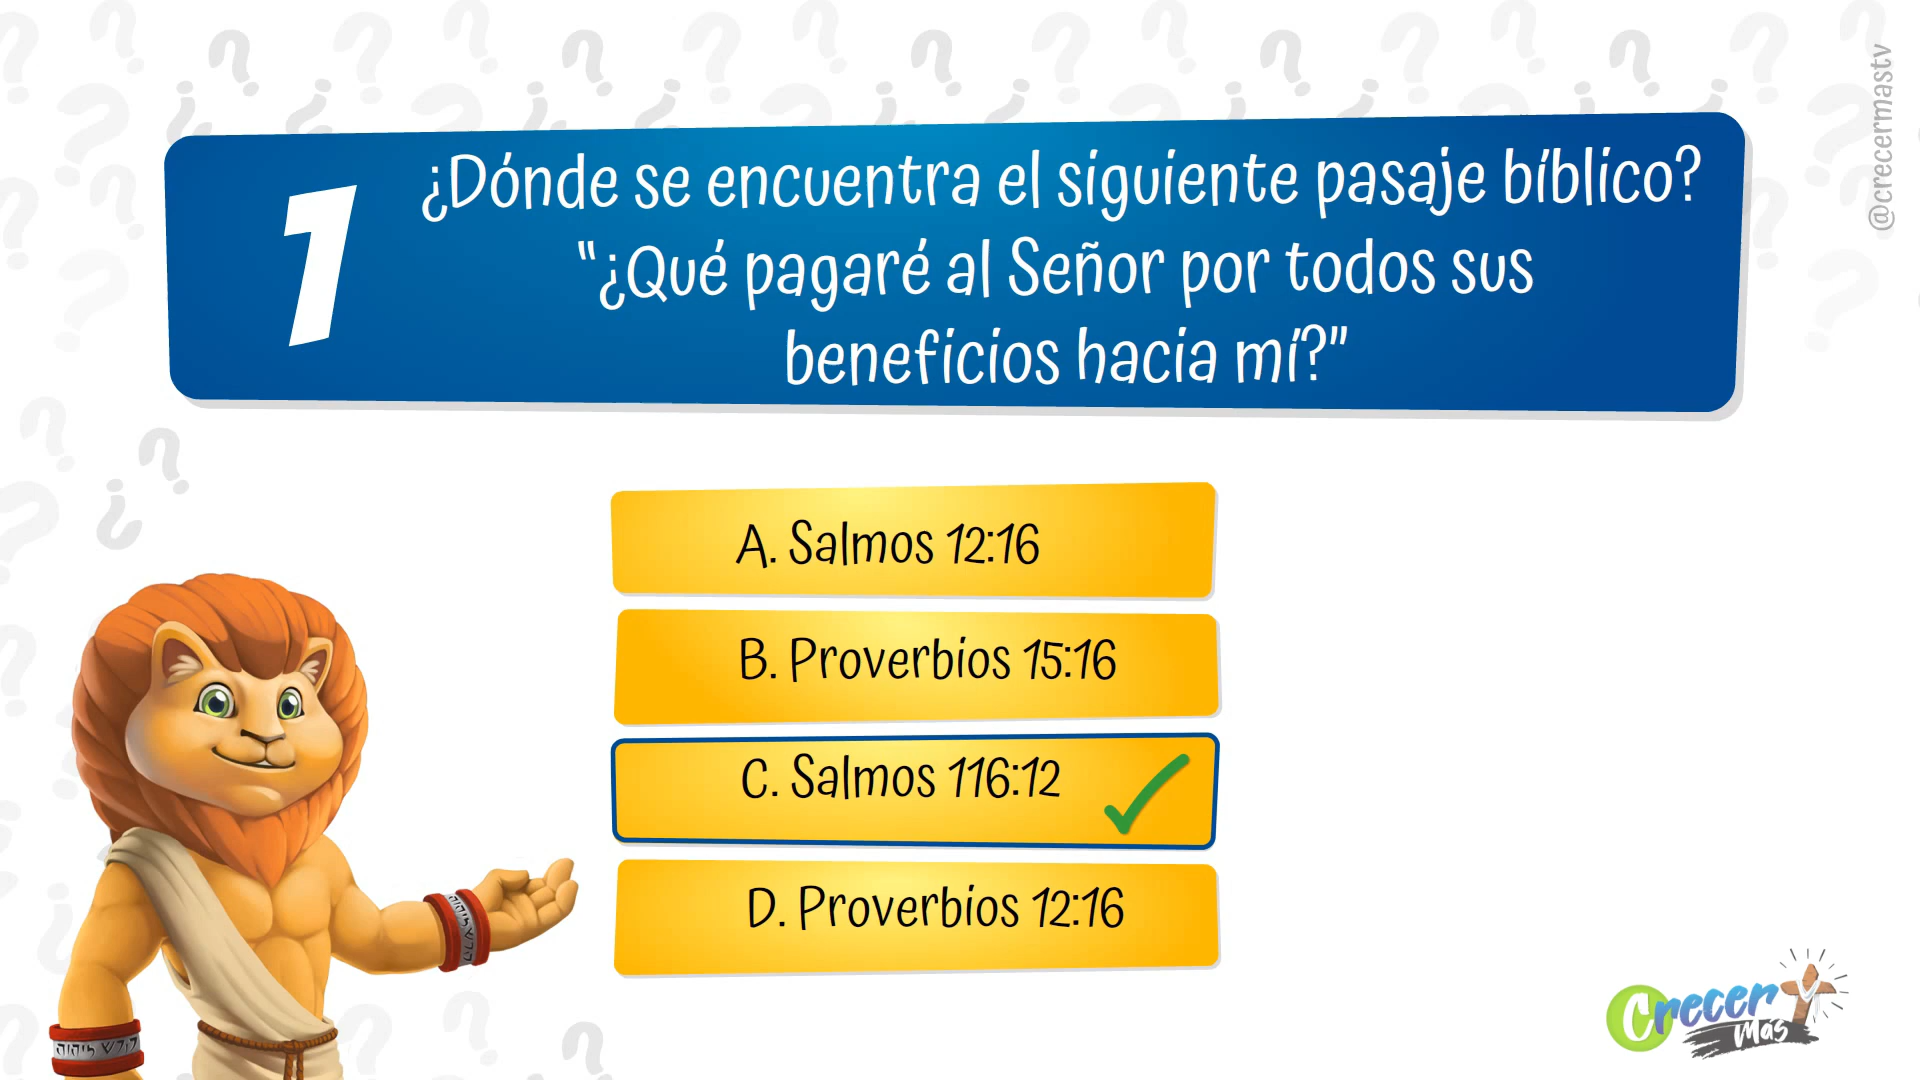 @crecermastv
1
¿Dónde se encuentra el siguiente pasaje bíblico?
"¿Qué pagaré al Señor por todos sus
beneficios hacia mí?"
A. Salmos 12:16
B. Proverbios 15:16
C. Salmos 116:12
D. Proverbios 12:16
Crecer
Más